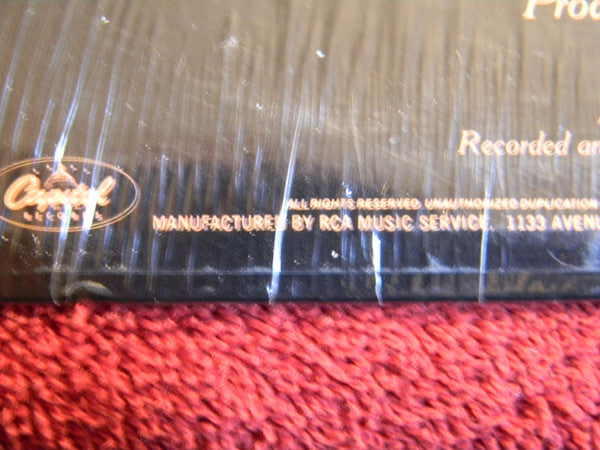 Prod
Recorded an
Capitol
RECORDS
ALL RIGHTS RESERVED. UNAUTHORIZED DUPLICATION
MANUFACTURED BY RCA MUSIC SERVICE, 1133 AVENU